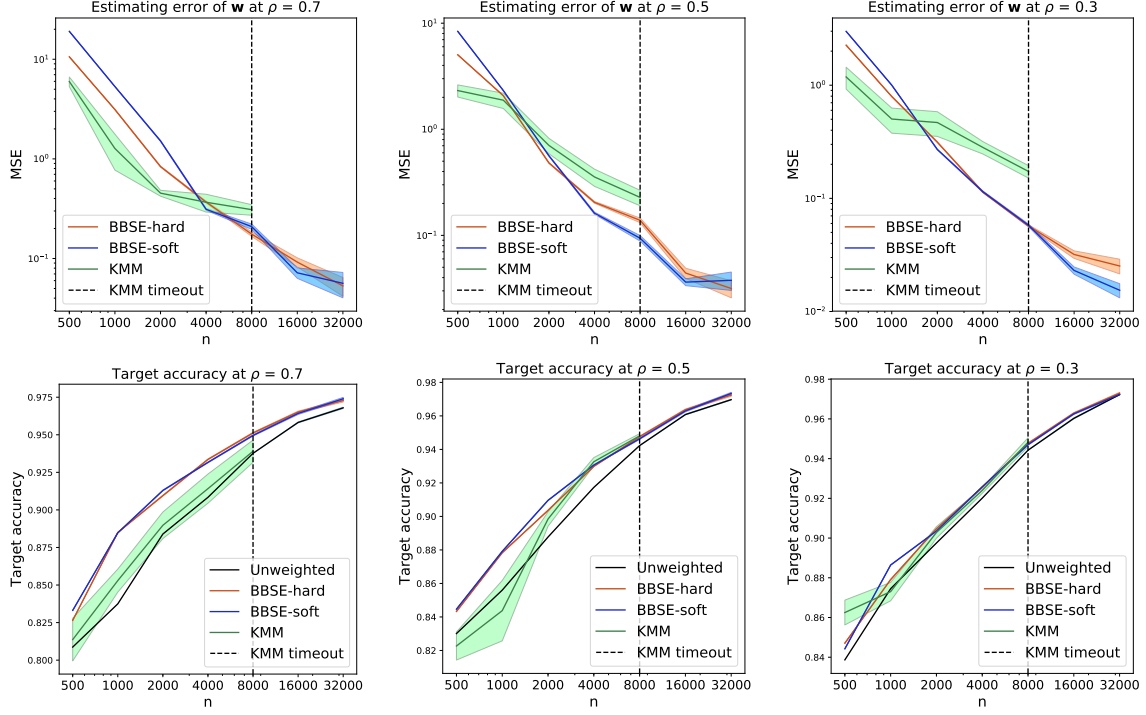 Estimating error of w at ρ = 0.7
MSE
10¹
10⁰
10⁻¹
BBSE-hard
BBSE-soft
KMM
KMM timeout
500 1000 2000 4000 8000 16000 32000
n
Estimating error of w at ρ = 0.5
MSE
10¹
10⁰
10⁻¹
BBSE-hard
BBSE-soft
KMM
KMM timeout
500 1000 2000 4000 8000 16000 32000
n
Estimating error of w at ρ = 0.3
MSE
10⁰
10⁻¹
10⁻²
BBSE-hard
BBSE-soft
KMM
KMM timeout
500 1000 2000 4000 8000 16000 32000
n
Target accuracy at ρ = 0.7
Target accuracy
0.975
0.950
0.925
0.900
0.875
0.850
0.825
0.800
Unweighted
BBSE-hard
BBSE-soft
KMM
KMM timeout
500 1000 2000 4000 8000 16000 32000
n
Target accuracy at ρ = 0.5
Target accuracy
0.98
0.96
0.94
0.92
0.90
0.88
0.86
0.84
0.82
Unweighted
BBSE-hard
BBSE-soft
KMM
KMM timeout
500 1000 2000 4000 8000 16000 32000
n
Target accuracy at ρ = 0.3
Target accuracy
0.98
0.96
0.94
0.92
0.90
0.88
0.86
0.84
Unweighted
BBSE-hard
BBSE-soft
KMM
KMM timeout
500 1000 2000 4000 8000 16000 32000
n